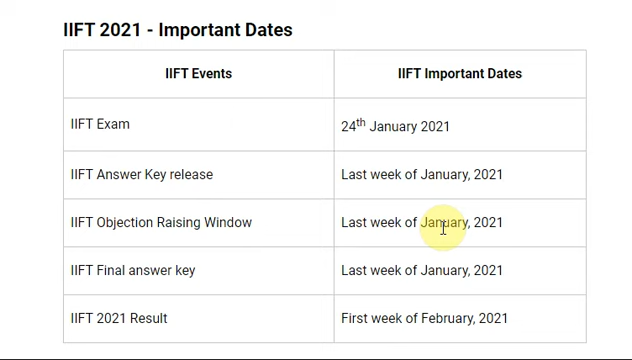 IIFT 2021 - Important Dates
IIFT Events IIFT Important Dates
IIFT Exam 24th January 2021
IIFT Answer Key release Last week of January, 2021
IIFT Objection Raising Window Last week of January, 2021
IIFT Final answer key Last week of January, 2021
IIFT 2021 Result First week of February, 2021